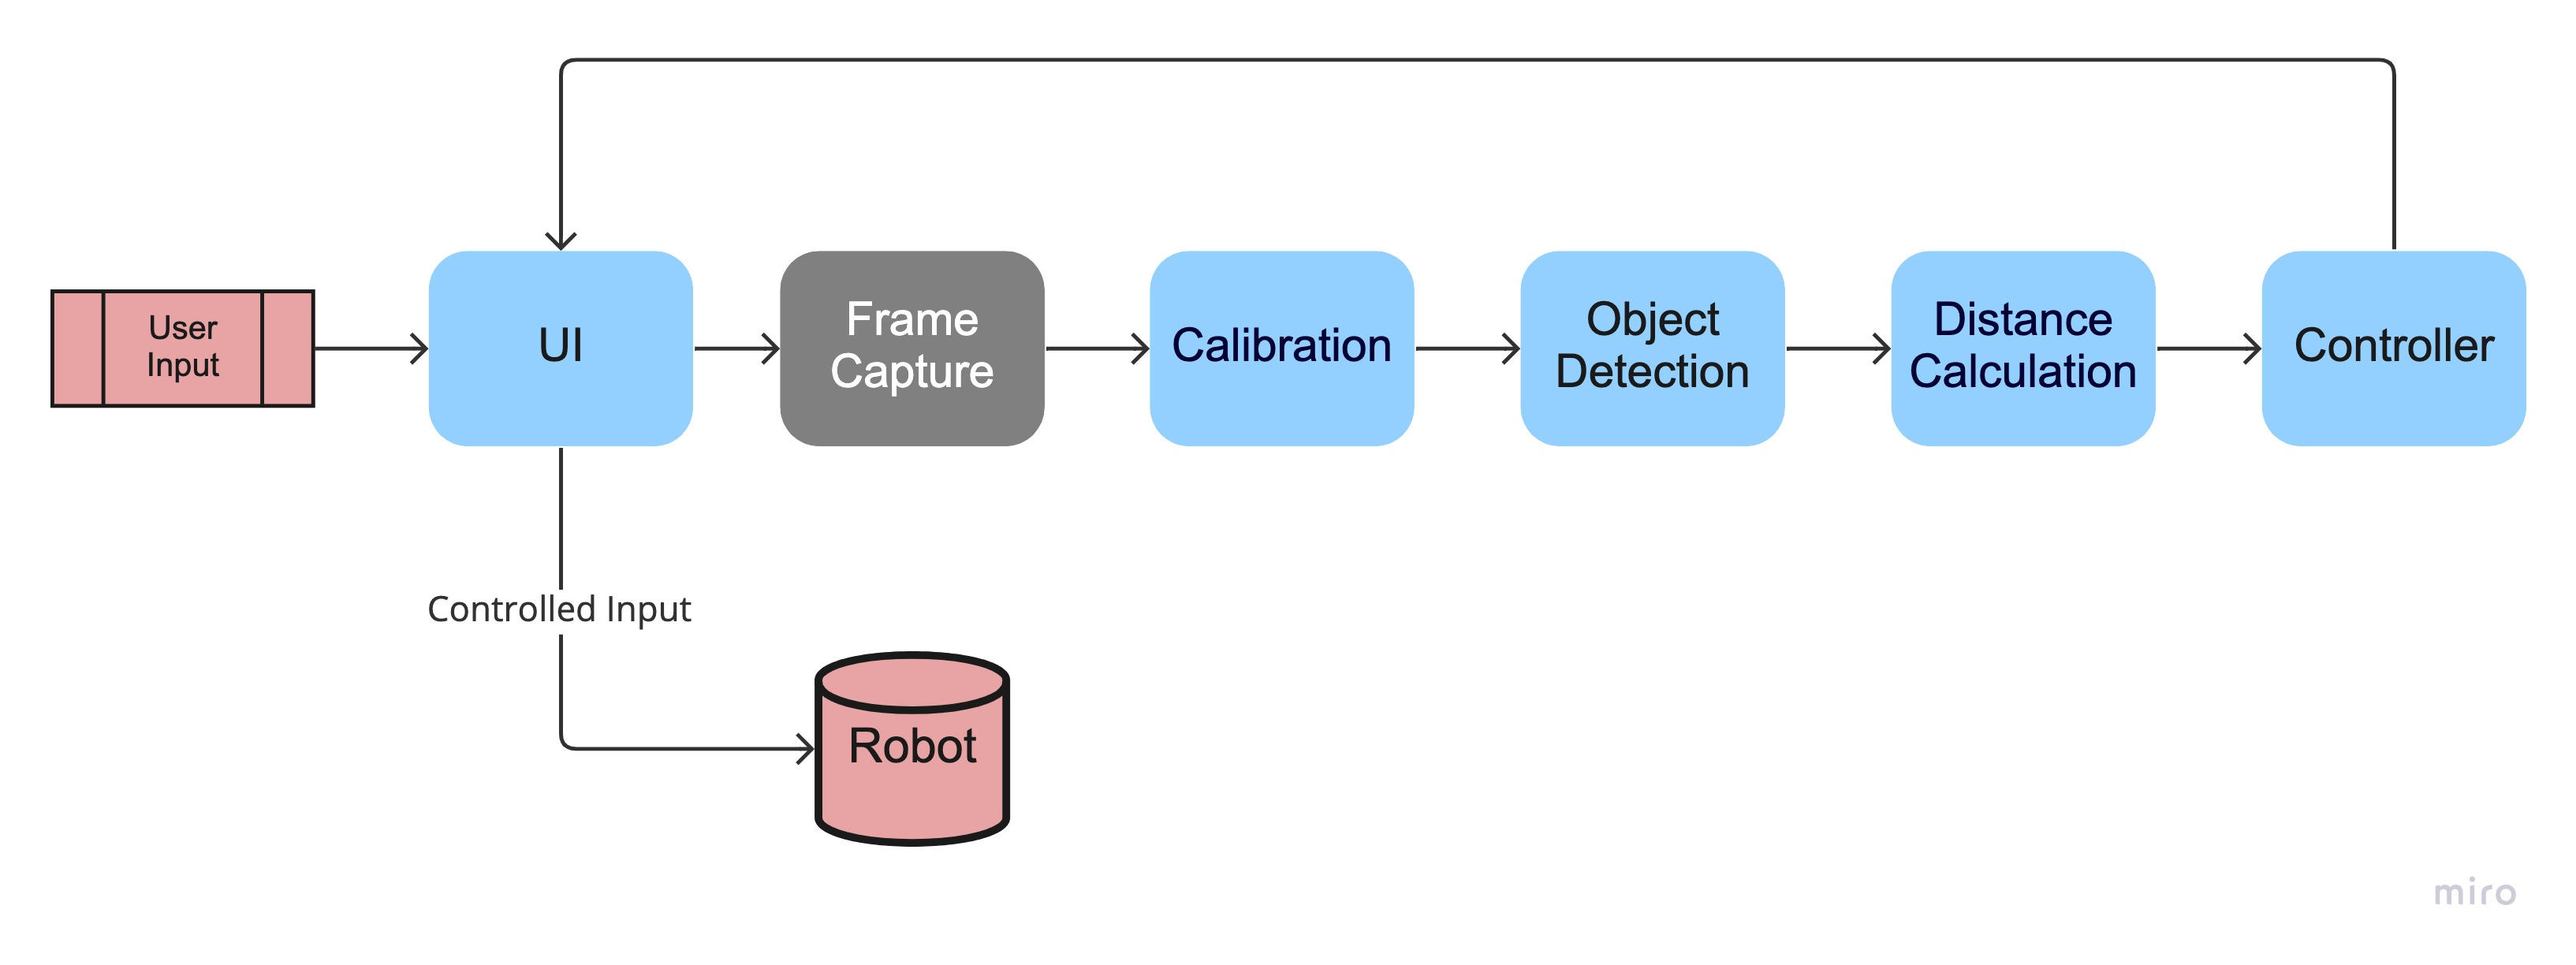 User
Input
UI
Frame
Capture
Calibration
Object
Detection
Distance
Calculation
Controller
Controlled Input
Robot
miro